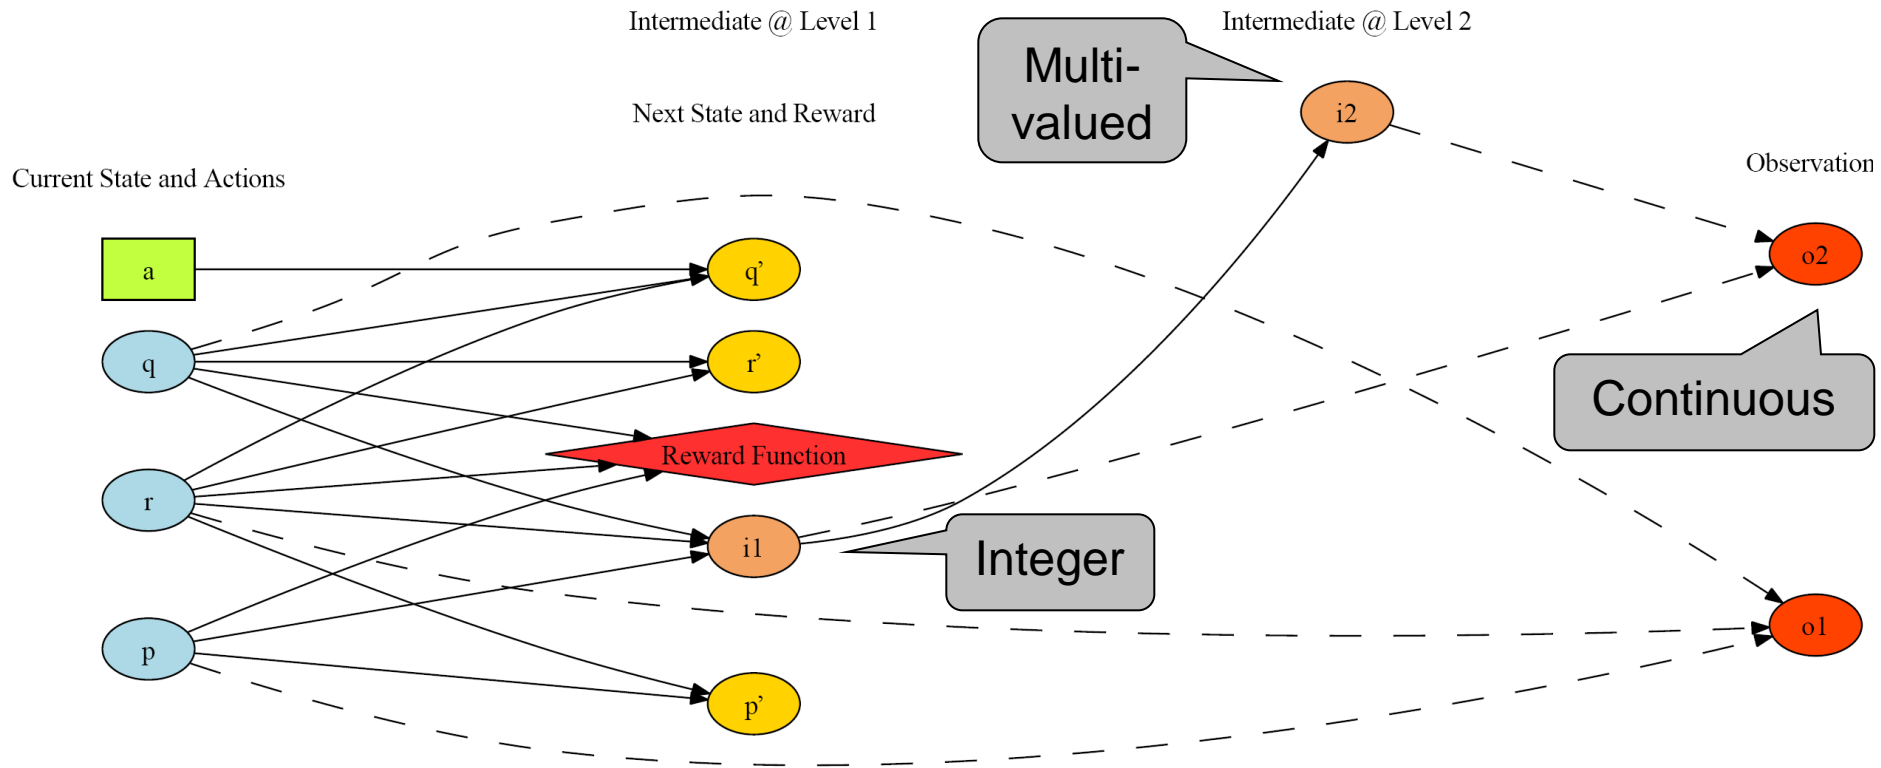 Intermediate @ Level 1
Intermediate @ Level 2
Multi-
valued
i2
Next State and Reward
Observation
Current State and Actions
a
q’
o2
q
r’
Continuous
Reward Function
r
i1
Integer
o1
p
p’